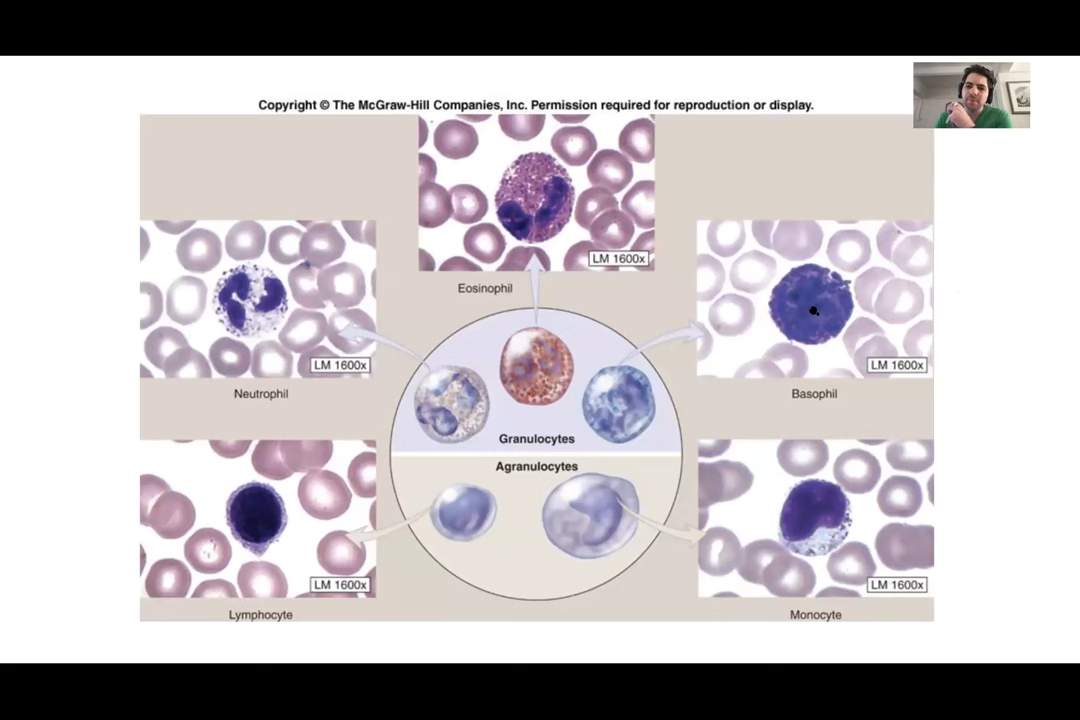 Copyright © The McGraw-Hill Companies, Inc. Permission required for reproduction or display.
LM 1600x
Eosinophil
LM 1600x
Neutrophil
LM 1600x
Basophil
Granulocytes
Agranulocytes
LM 1600x
Lymphocyte
LM 1600x
Monocyte